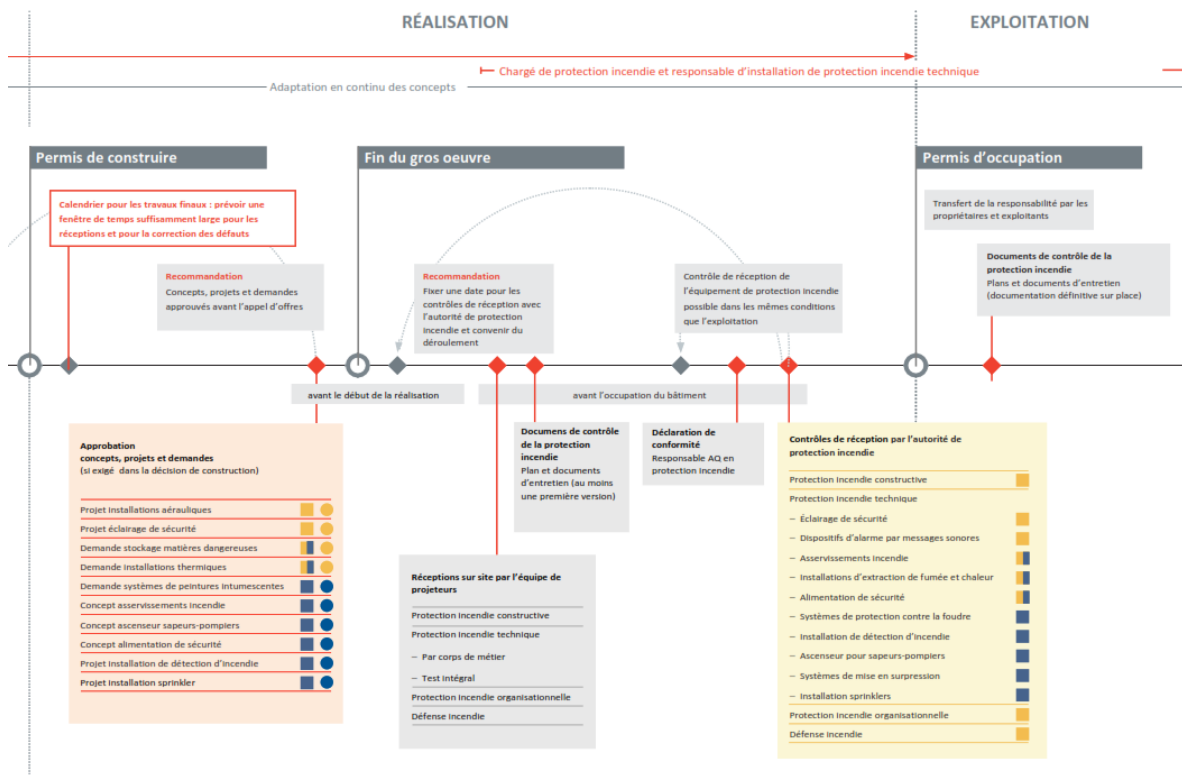 RÉALISATION
EXPLOITATION
Chargé de protection incendie et responsable d'installation de protection incendie technique
Adaptation en continu des concepts
Permis de construire
Fin du gros oeuvre
Permis d'occupation
Calendrier pour les travaux finaux : prévoir une
fenêtre de temps suffisamment large pour les
réceptions et pour la correction des défauts
Recommandation
Concepts, projets et demandes
approuvés avant l'appel d'offres
Recommandation
Fixer une date pour les
contrôles de réception avec
l'autorité de protection
incendie et convenir du
déroulement
Contrôle de réception de
l'équipement de protection incendie
possible dans les mêmes conditions
que l'exploitation
Transfert de la responsabilité par les
propriétaires et exploitants
Documents de contrôle de la
protection incendie
Plans et documents d'entretien
(documentation définitive sur place)
avant le début de la réalisation
avant l'occupation du bâtiment
Approbation
concepts, projets et demandes
(si exigé dans la décision de construction)
Projet installations aérauliques
Projet éclairage de sécurité
Demande stockage matières dangereuses
Demande installations thermiques
Demande systèmes de peintures intumescentes
Concept asservissements incendie
Concept ascenseur sapeurs-pompiers
Concept alimentation de sécurité
Projet installation de détection d'incendie
Projet installation sprinkler
Réceptions sur site par l'équipe de
projeteurs
Protection incendie constructive
Protection incendie technique
– Par corps de métier
– Test intégral
Protection incendie organisationnelle
Défense incendie
Documens de contrôle
de la protection
incendie
Plan et documents
d'entretien (au moins
une première version)
Déclaration de
conformité
Responsable AQ en
protection incendie
Contrôles de réception par l'autorité de
protection incendie
Protection incendie constructive
Protection incendie technique
– Éclairage de sécurité
– Dispositifs d'alarme par messages sonores
– Asservissements incendie
– Installations d'extraction de fumée et chaleur
– Alimentation de sécurité
– Systèmes de protection contre la foudre
– Installation de détection d'incendie
– Ascenseur pour sapeurs-pompiers
– Systèmes de mise en surpression
– Installation sprinklers
Protection incendie organisationnelle
Défense incendie